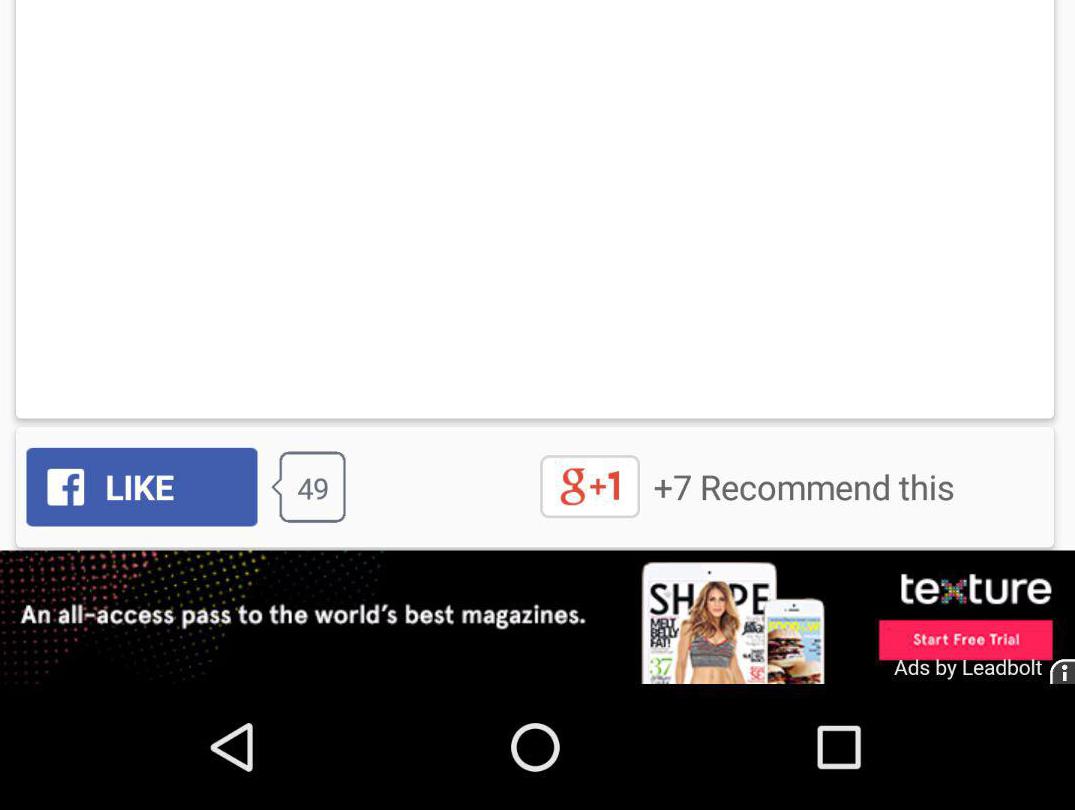 f LIKE
49
g+1
+7 Recommend this
An all-access pass to the world's best magazines.
SHAPE
MELT
BELLY
FAT!
37
texture
Start Free Trial
Ads by Leadbolt
i